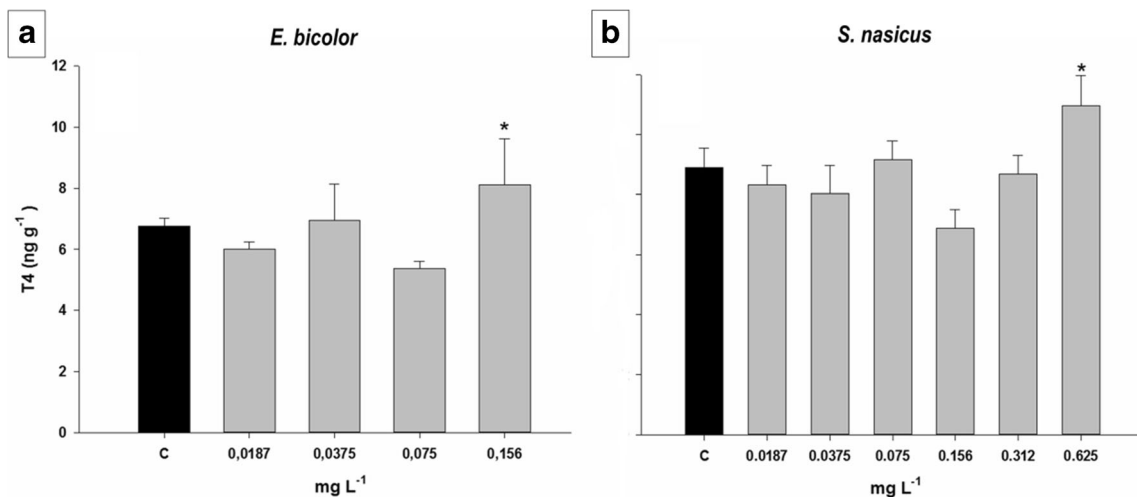 a
E. bicolor
12
10
8
6
4
2
0
T4 (ng g⁻¹ )
*
C 0,0187 0,0375 0,075 0,156
mg L⁻¹
b
S. nasicus
*
C 0.0187 0.0375 0.075 0.156 0.312 0.625
mg L⁻¹